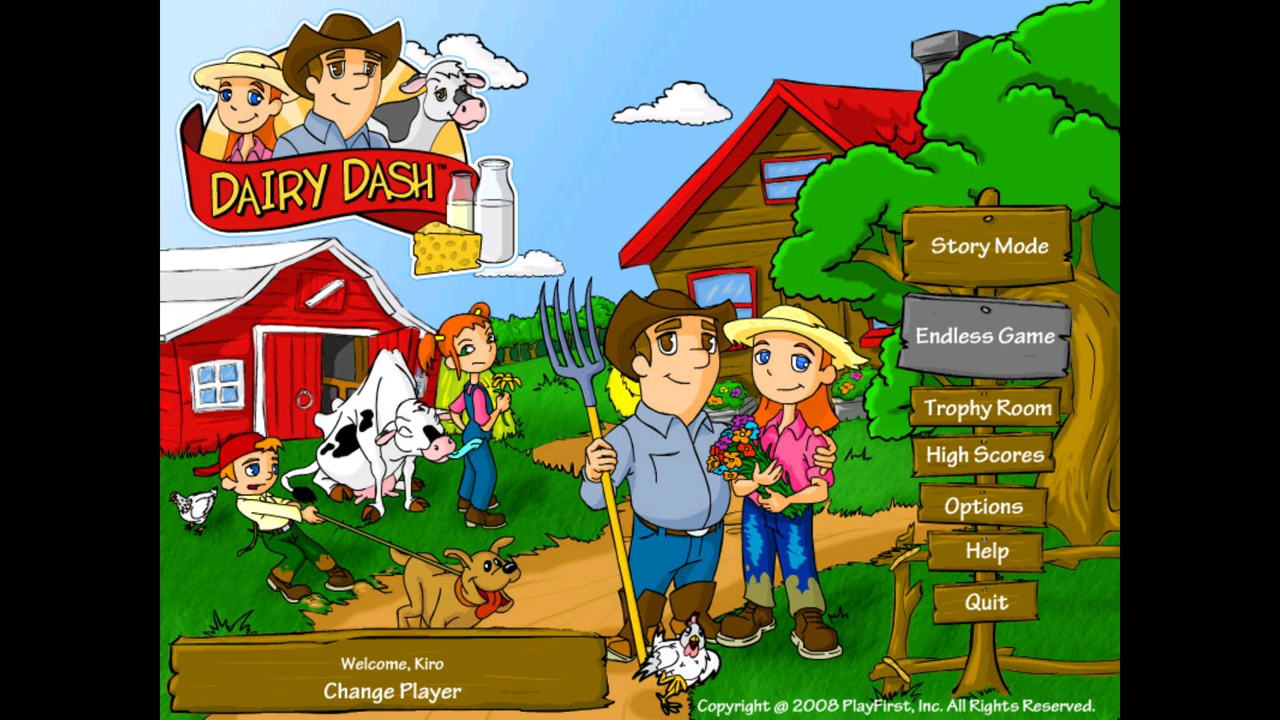 DAIRY DASH™
Story Mode
Endless Game
Trophy Room
High Scores
Options
Help
Quit
Welcome, Kiro
Change Player
Copyright @ 2008 PlayFirst, Inc. All Rights Reserved.